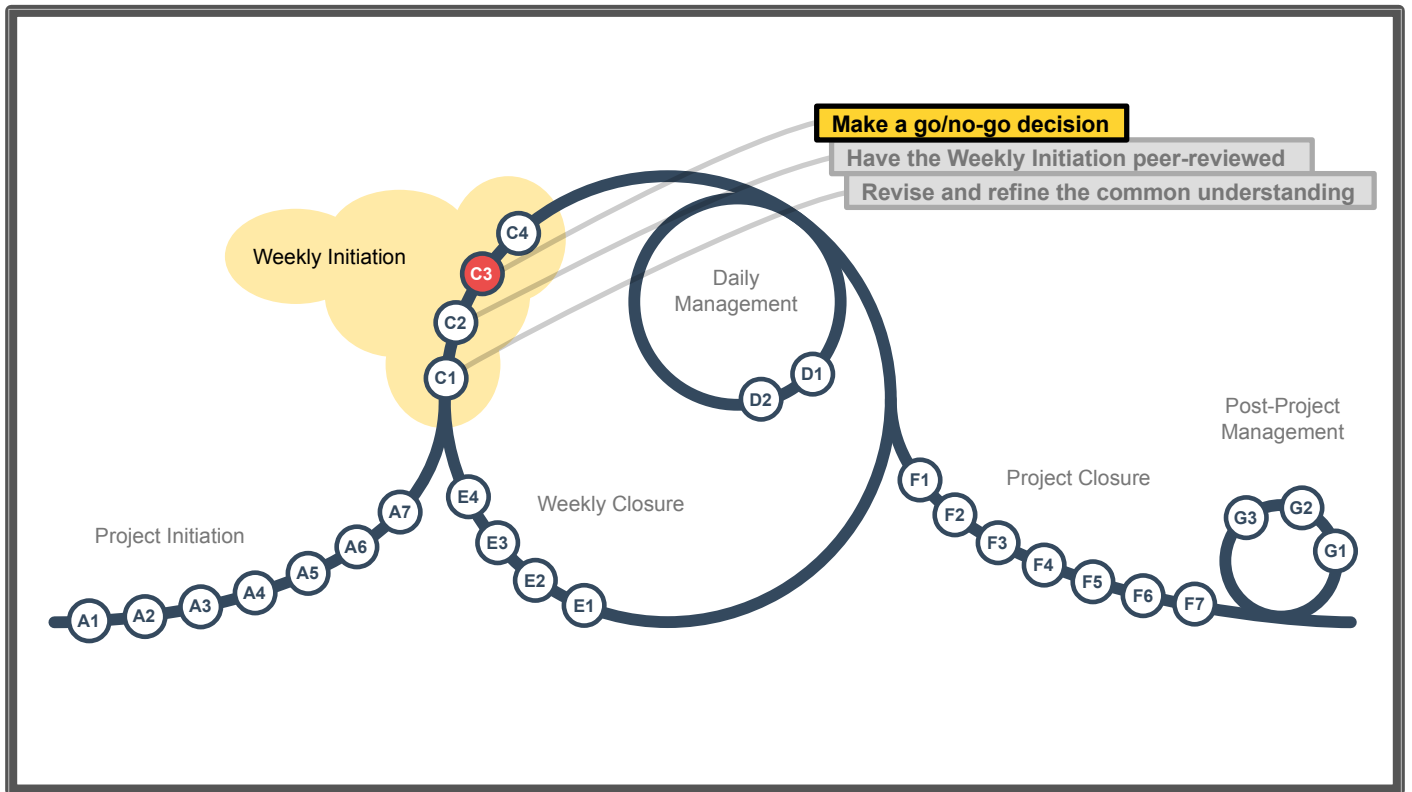 Make a go/no-go decision
Have the Weekly Initiation peer-reviewed
Revise and refine the common understanding
Weekly Initiation
C4
C3
C2
C1
Daily
Management
D1
D2
Post-Project
Management
Project Initiation
A1
A2
A3
A4
A5
A6
A7
Weekly Closure
E4
E3
E2
E1
Project Closure
F1
F2
F3
F4
F5
F6
F7
G3
G2
G1